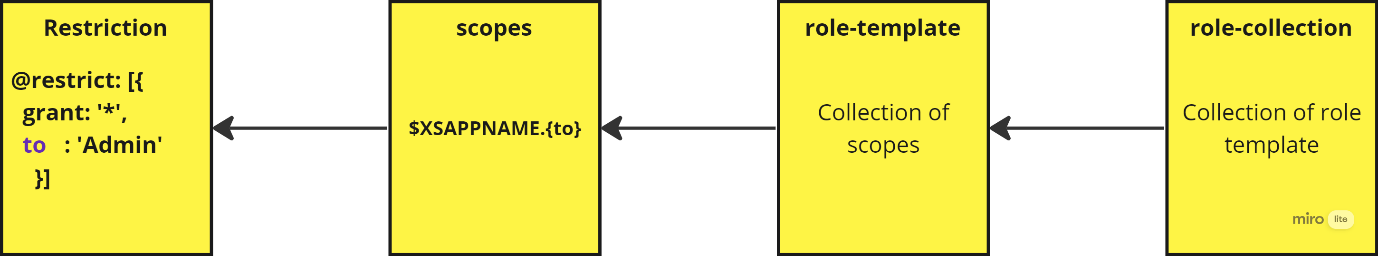 Restriction
@restrict: [{
grant: '*',
to : 'Admin'
}]
scopes
$XSAPPNAME.{to}
role-template
Collection of
scopes
role-collection
Collection of role
template
miro lite